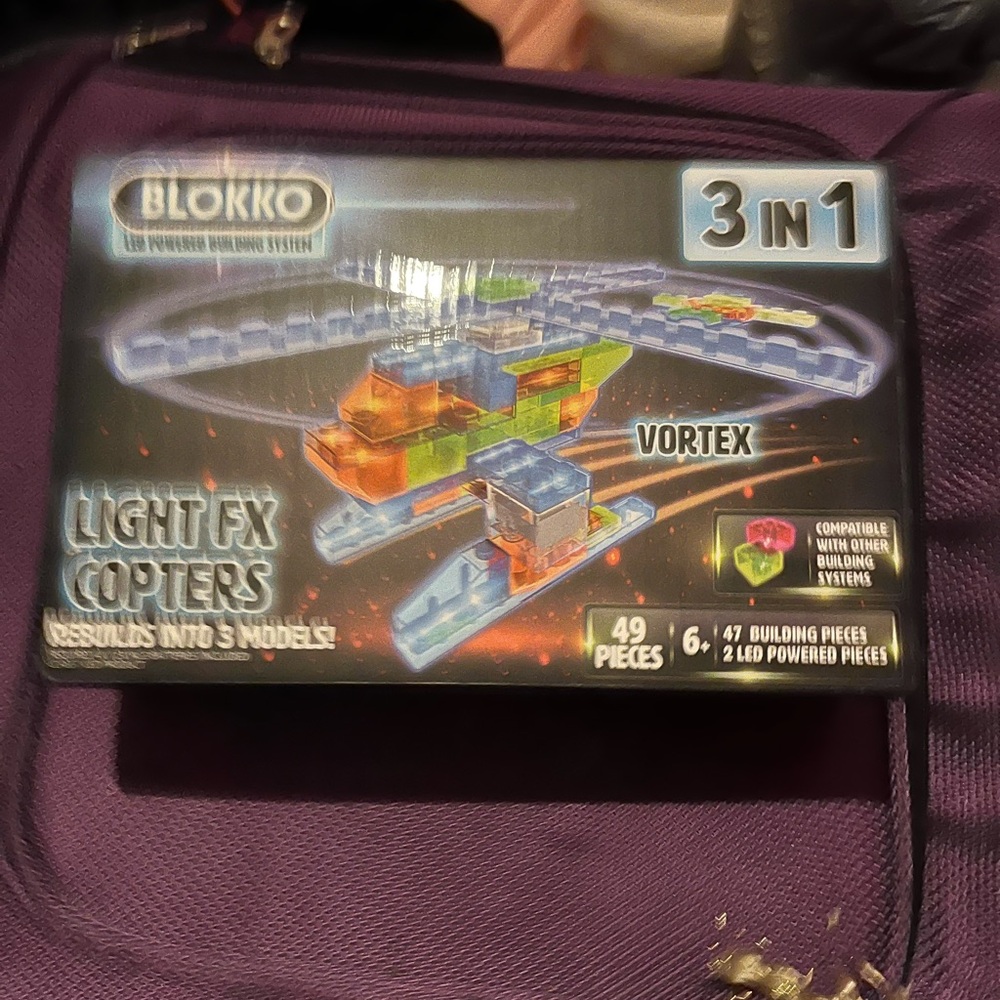 BLOKKO
LED POWERED BUILDING SYSTEM
3 IN 1
VORTEX
LIGHT FX
COPTERS
REBUILDS INTO 3 MODELS!
COMPATIBLE
WITH OTHER
BUILDING
SYSTEMS
49
PIECES
6+
47 BUILDING PIECES
2 LED POWERED PIECES